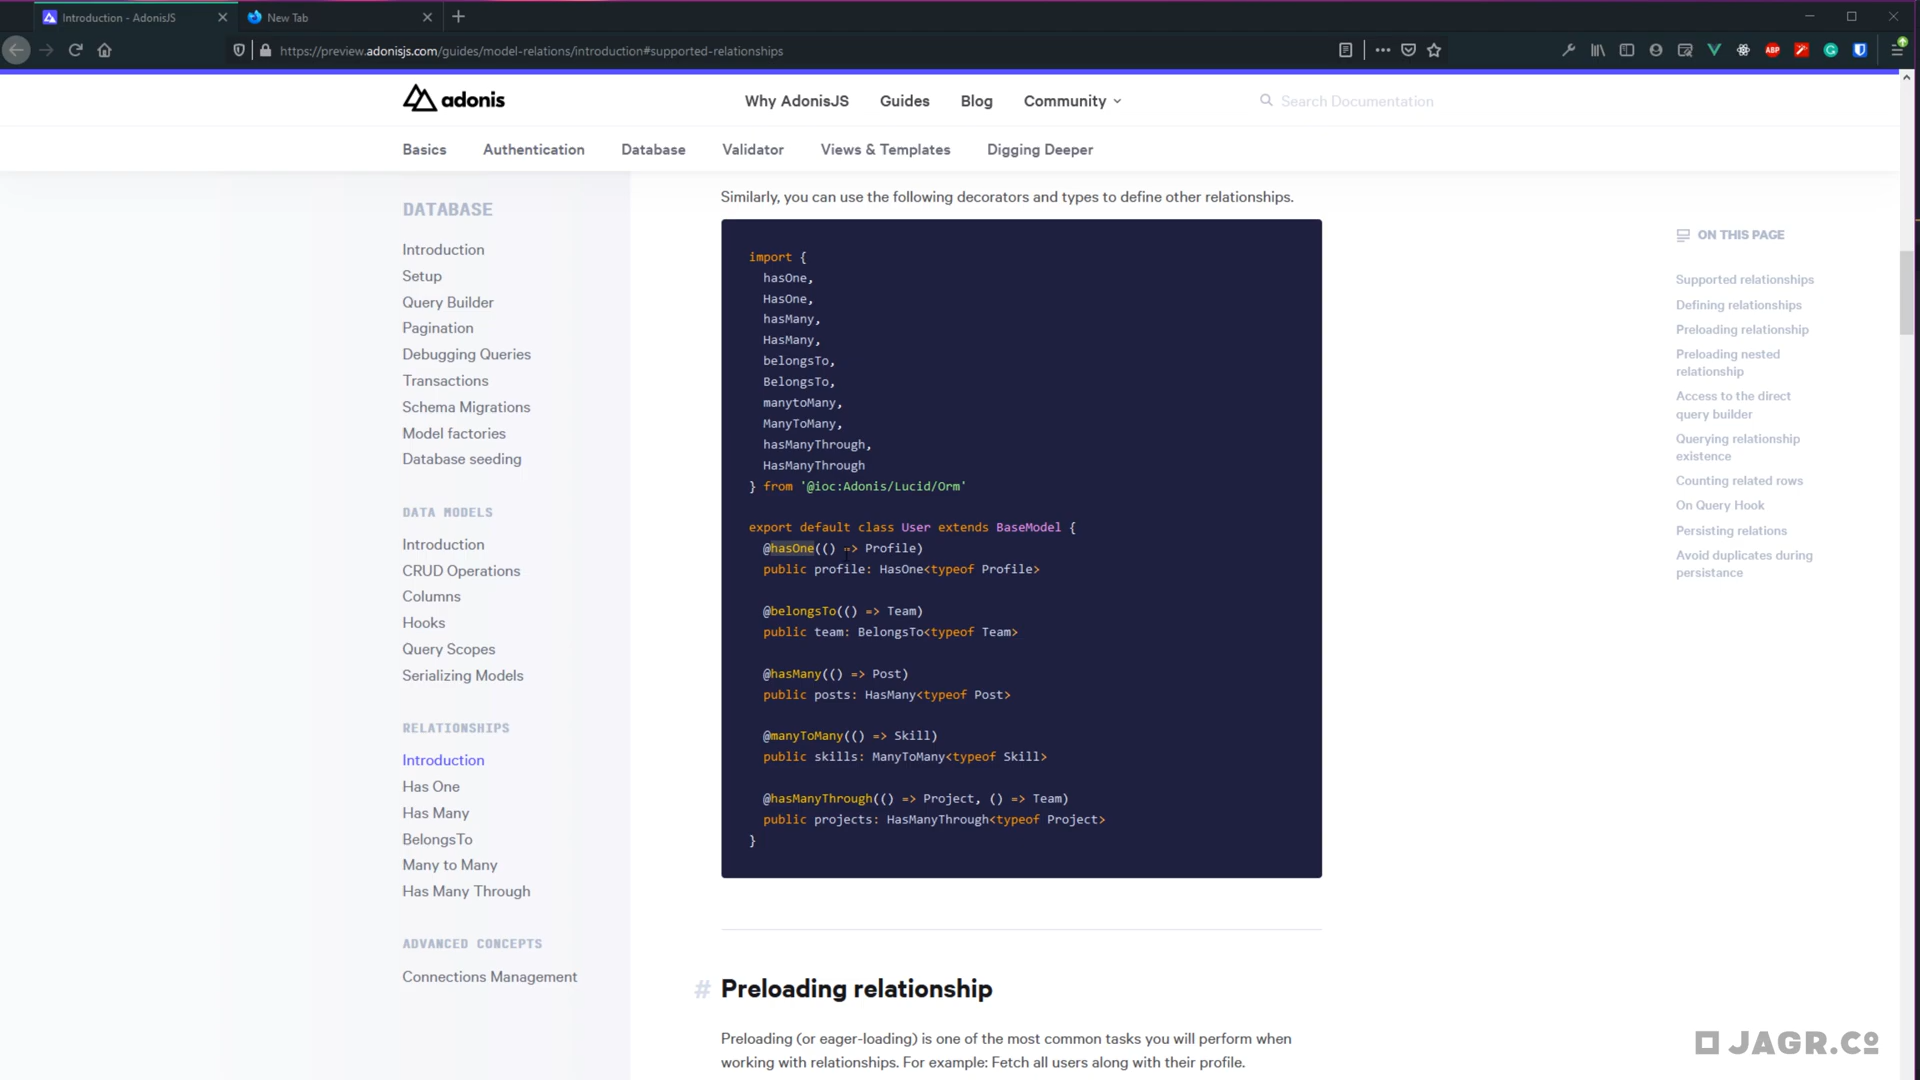 Introduction - AdonisJS
New Tab
https://preview.adonisjs.com/guides/model-relations/introduction#supported-relationships
ABP
adonis
Why AdonisJS
Guides
Blog
Community
Search Documentation
Basics
Authentication
Database
Validator
Views & Templates
Digging Deeper
DATABASE
Introduction
Setup
Query Builder
Pagination
Debugging Queries
Transactions
Schema Migrations
Model factories
Database seeding
DATA MODELS
Introduction
CRUD Operations
Columns
Hooks
Query Scopes
Serializing Models
RELATIONSHIPS
Introduction
Has One
Has Many
BelongsTo
Many to Many
Has Many Through
ADVANCED CONCEPTS
Connections Management
Similarly, you can use the following decorators and types to define other relationships.
import {
hasOne,
HasOne,
hasMany,
HasMany,
belongsTo,
BelongsTo,
manytoMany,
ManyToMany,
hasManyThrough,
HasManyThrough
} from '@ioc:Adonis/Lucid/Orm'
export default class User extends BaseModel {
@hasOne(() => Profile)
public profile: HasOne<typeof Profile>
@belongsTo(() => Team)
public team: BelongsTo<typeof Team>
@hasMany(() => Post)
public posts: HasMany<typeof Post>
@manyToMany(() => Skill)
public skills: ManyToMany<typeof Skill>
@hasManyThrough(() => Project, () => Team)
public projects: HasManyThrough<typeof Project>
}
# Preloading relationship
Preloading (or eager-loading) is one of the most common tasks you will perform when
working with relationships. For example: Fetch all users along with their profile.
ON THIS PAGE
Supported relationships
Defining relationships
Preloading relationship
Preloading nested
relationship
Access to the direct
query builder
Querying relationship
existence
Counting related rows
On Query Hook
Persisting relations
Avoid duplicates during
persistance
JAGR.Co